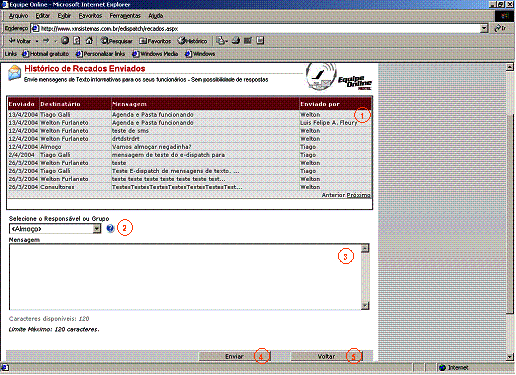 Equipe Online - Microsoft Internet Explorer
Arquivo Editar Exibir Favoritos Ferramentas Ajuda
Endereço http://www.xmsistemas.com.br/edispatch/recados.aspx Ir
Voltar Pesquisar Favoritos Histórico
Links Hotmail gratuito Personalizar links Windows Media Windows
Histórico de Recados Enviados
Envie mensagens de Texto informativas para os seus funcionários - Sem possibilidade de respostas
Equipe Online
Enviado Destinatário Mensagem Enviado por
13/4/2004 Tiago Galli Agenda e Pasta funcionando Welton 1
13/4/2004 Welton Furlaneto Agenda e Pasta funcionando Luis Felipe A. Fleury
12/4/2004 Welton Furlaneto teste de sms Welton
12/4/2004 Welton Furlaneto drtdstrdrt Welton
12/4/2004 Almoço Vamos almoçar negadinha? Tiago
2/4/2004 Tiago Galli mensagem de teste do e-dispatch para Tiago
26/3/2004 Welton Furlaneto teste Welton
26/3/2004 Tiago Galli Teste E-dispatch de mensagens de texto. ... Tiago
26/3/2004 Welton Furlaneto teste teste teste teste teste test... Welton
26/3/2004 Consultores TestesTestesTestesTestesTestesTest... Welton
Anterior Próximo
Selecione o Responsável ou Grupo
<Almoço> ? 2
Mensagem
3
Caracteres disponíveis: 120
Limite Máximo: 120 caracteres.
Enviar 4 Voltar 5
Internet